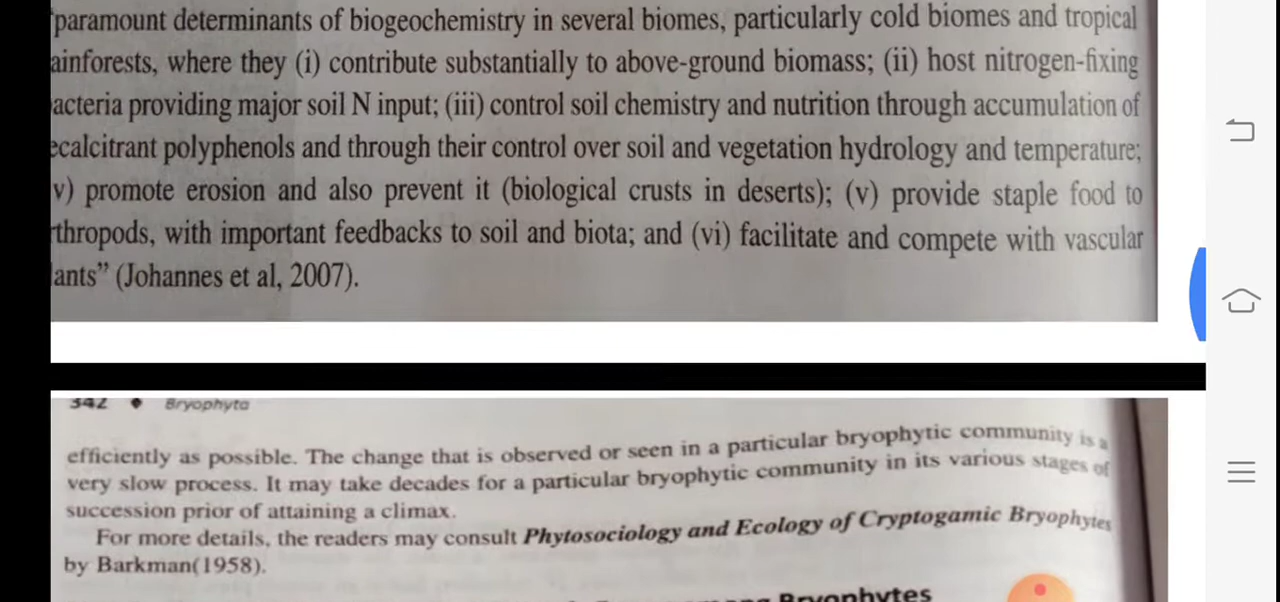 paramount determinants of biogeochemistry in several biomes, particularly cold biomes and tropical
ainforests, where they (i) contribute substantially to above-ground biomass; (ii) host nitrogen-fixing
acteria providing major soil N input; (iii) control soil chemistry and nutrition through accumulation of
ecalcitrant polyphenols and through their control over soil and vegetation hydrology and temperature;
v) promote erosion and also prevent it (biological crusts in deserts); (v) provide staple food to
rthropods, with important feedbacks to soil and biota; and (vi) facilitate and compete with vascular
lants” (Johannes et al, 2007).
342 • Bryophyta
efficiently as possible. The change that is observed or seen in a particular bryophytic community is a
very slow process. It may take decades for a particular bryophytic community in its various stages of
succession prior of attaining a climax.
For more details, the readers may consult Phytosociology and Ecology of Cryptogamic Bryophytes
by Barkman(1958).
Bryophytes